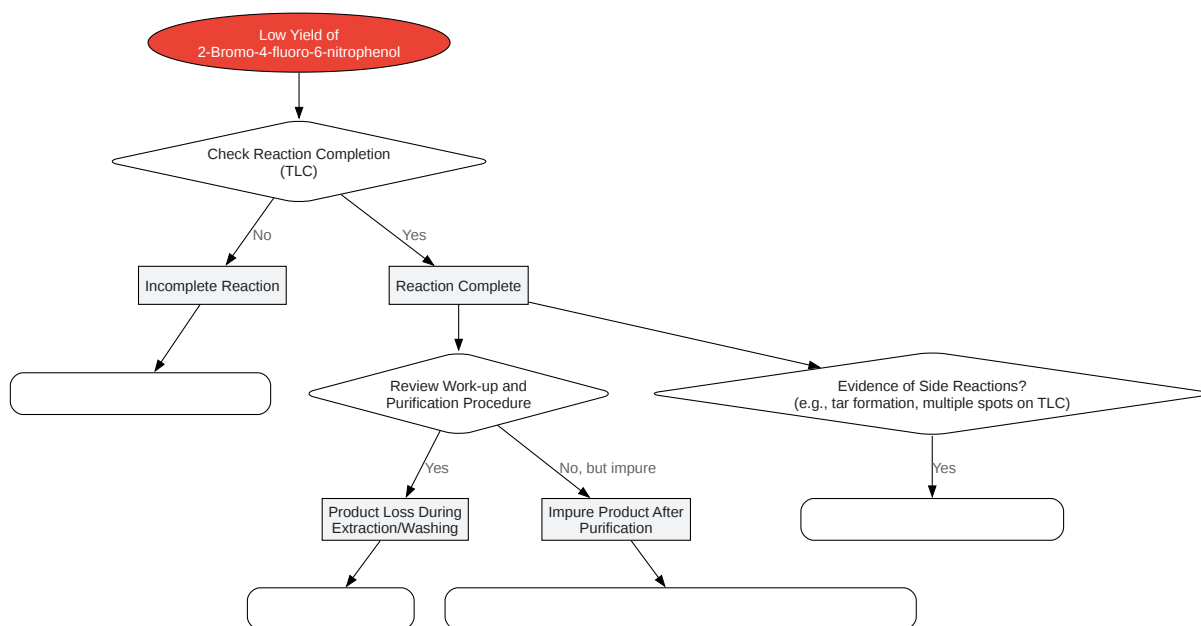 Low Yield of
2-Bromo-4-fluoro-6-nitrophenol
Check Reaction Completion
(TLC)
No
Yes
Incomplete Reaction
Reaction Complete
Review Work-up and
Purification Procedure
Evidence of Side Reactions?
(e.g., tar formation, multiple spots on TLC)
Yes
No, but impure
Yes
Product Loss During
Extraction/Washing
Impure Product After
Purification